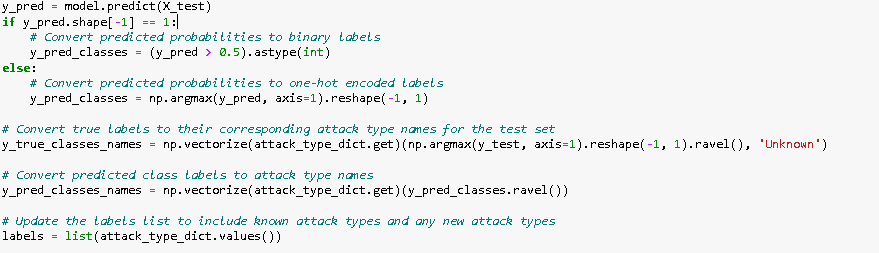 y_pred = model.predict(X_test)
if y_pred.shape[-1] == 1:
    # Convert predicted probabilities to binary labels
    y_pred_classes = (y_pred > 0.5).astype(int)
else:
    # Convert predicted probabilities to one-hot encoded labels
    y_pred_classes = np.argmax(y_pred, axis=1).reshape(-1, 1)

# Convert true labels to their corresponding attack type names for the test set
y_true_classes_names = np.vectorize(attack_type_dict.get)(np.argmax(y_test, axis=1).reshape(-1, 1).ravel(), 'Unknown')

# Convert predicted class labels to attack type names
y_pred_classes_names = np.vectorize(attack_type_dict.get)(y_pred_classes.ravel())

# Update the labels list to include known attack types and any new attack types
labels = list(attack_type_dict.values())